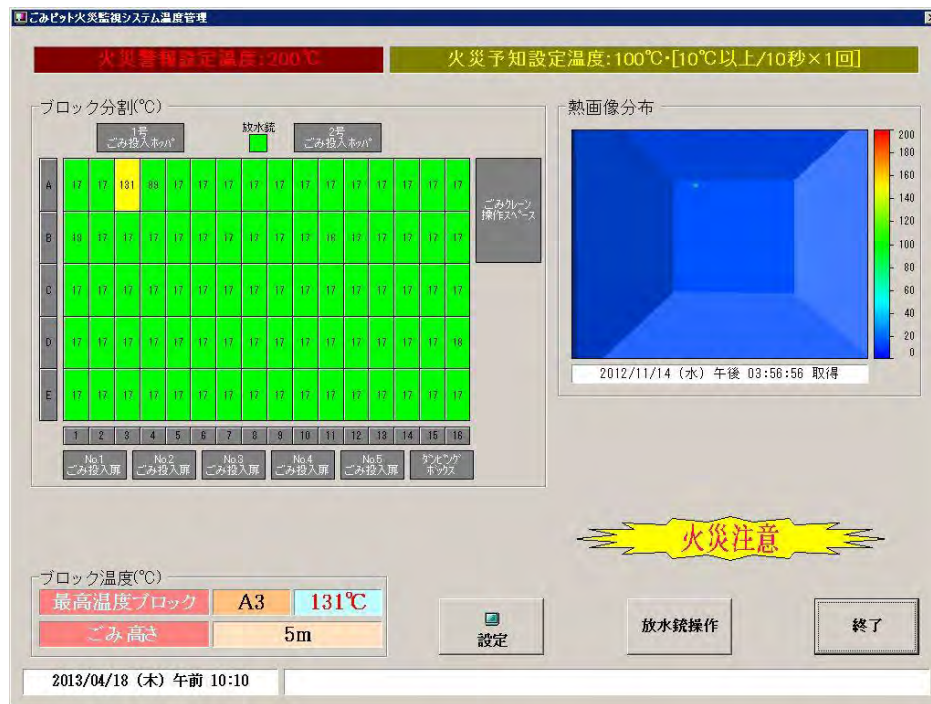 ごみピット火災監視システム温度管理
火災警報設定温度:200℃
火災予知設定温度:100℃・[10℃以上/10秒×1回]
ブロック分割(℃)
1号
ごみ投入ホッパ
放水銃
2号
ごみ投入ホッパ
A 17 17 131 17 17 17 17 17 17 17 17 17 17 17
B 17 17 17 17 17 17 17 17 17 17 17 17 17
C 17 17 17 17 17 17 17 17 17 17 17 17 17 17 17 17
D 17 17 17 17 17 17 17 17 17 17 17 17 17 17 17 18
E 17 17 17 17 17 17 17 17 17 17 17 17 17 17 17 17
1 2 3 4 5 6 7 8 9 10 11 12 13 14 15 16
ごみクレーン
操作スペース
No.1
ごみ投入扉
No.2
ごみ投入扉
No.3
ごみ投入扉
No.4
ごみ投入扉
No.5
ごみ投入扉
ダンピング
ボックス
熱画像分布
200
180
160
140
120
100
80
60
40
20
0
2012/11/14 (水) 午後 03:56:56 取得
火災注意
ブロック温度(℃)
最高温度ブロック A3 131℃
ごみ高さ 5m
設定
放水銃操作
終了
2013/04/18 (木) 午前 10:10